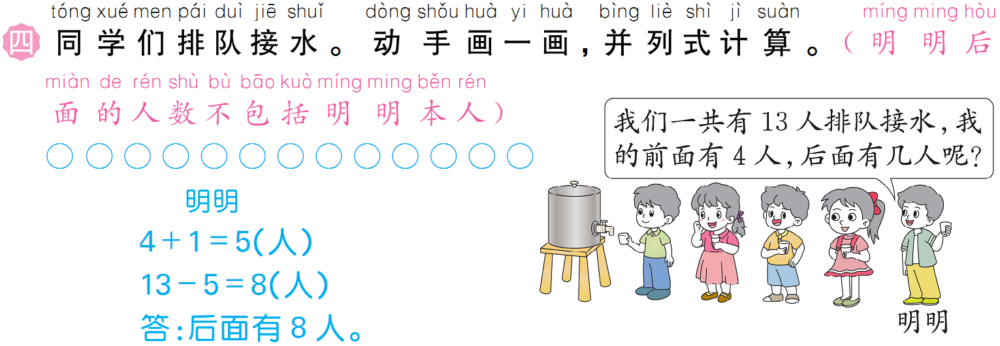 tóng xué men pái duì jiē shuǐ dòng shǒu huà yi huà bìng liè shì jì suàn míng ming hòu
四 同学们排队接水。动手画一画,并列式计算。(明明后
miàn de rén shù bù bāo kuò míng ming běn rén
面的人数不包括明明本人)
我们一共有13人排队接水,我
的前面有4人,后面有几人呢?
明明
4+1=5(人)
13-5=8(人)
答:后面有8人。
明明